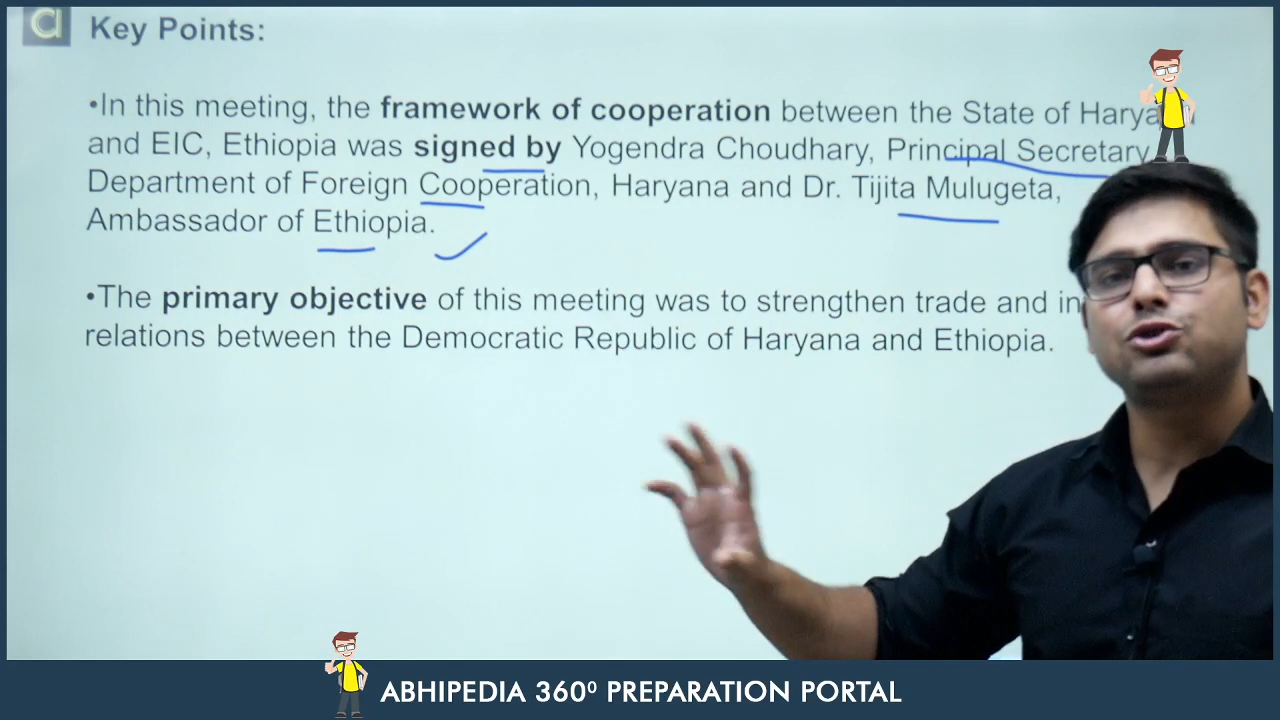 a
Key Points:
•In this meeting, the framework of cooperation between the State of
and EIC, Ethiopia was signed by Yogendra Choudhary, Principal Secretary
Department of Foreign Cooperation, Haryana and Dr. Tijita Mulugeta,
Ambassador of Ethiopia.
•The primary objective of this meeting was to strengthen trade and
relations between the Democratic Republic of Haryana and Ethiopia.
ABHIPEDIA 360⁰ PREPARATION PORTAL